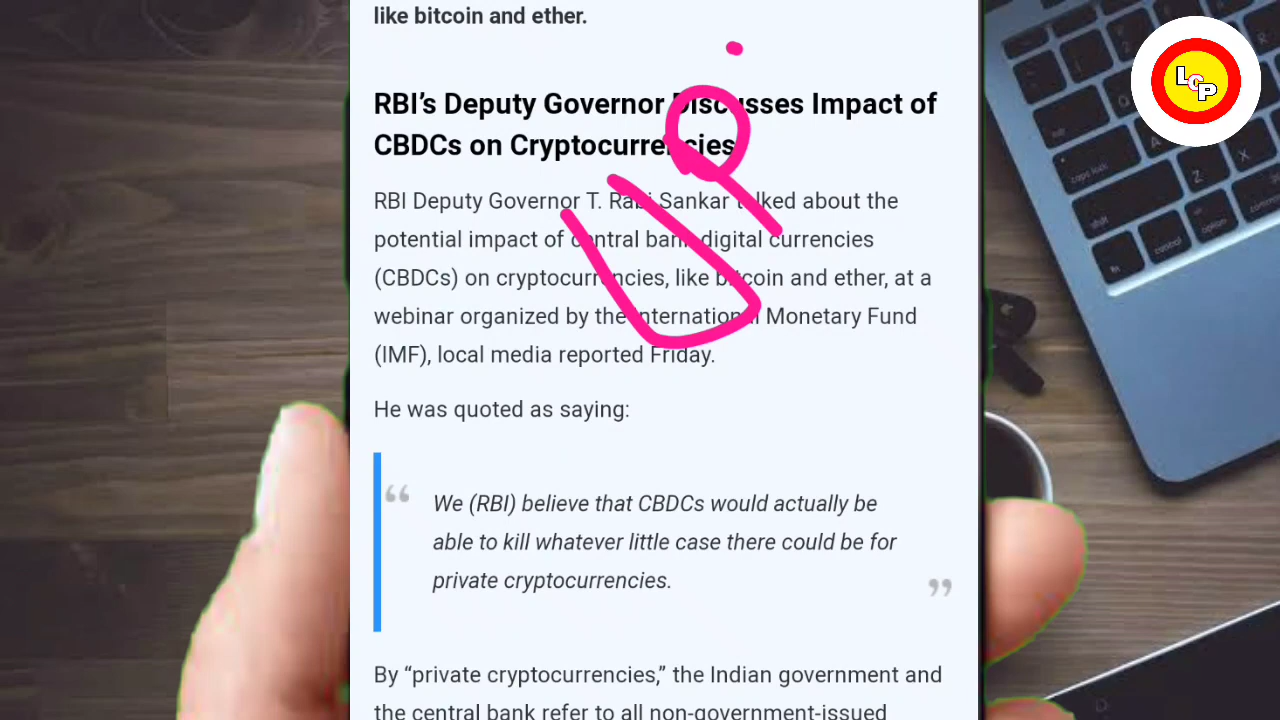 like bitcoin and ether.
LCP
RBI's Deputy Governor Discusses Impact of
CBDCs on Cryptocurrencies
RBI Deputy Governor T. Rabi Sankar talked about the
potential impact of central bank digital currencies
(CBDCs) on cryptocurrencies, like bitcoin and ether, at a
webinar organized by the International Monetary Fund
(IMF), local media reported Friday.
He was quoted as saying:
“ We (RBI) believe that CBDCs would actually be
able to kill whatever little case there could be for
private cryptocurrencies. ”
By “private cryptocurrencies,” the Indian government and
the central bank refer to all non-government-issued